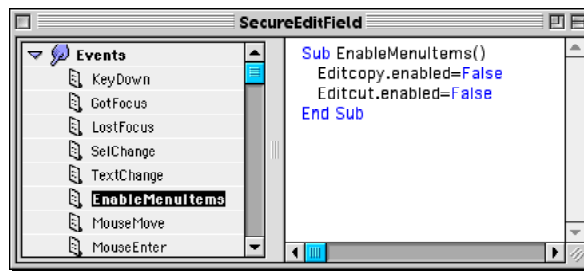 SecureEditField
Events
KeyDown
GotFocus
LostFocus
SelChange
TextChange
EnableMenuItems
MouseMove
MouseEnter
Sub EnableMenuItems()
Editcopy.enabled=False
Editcut.enabled=False
End Sub